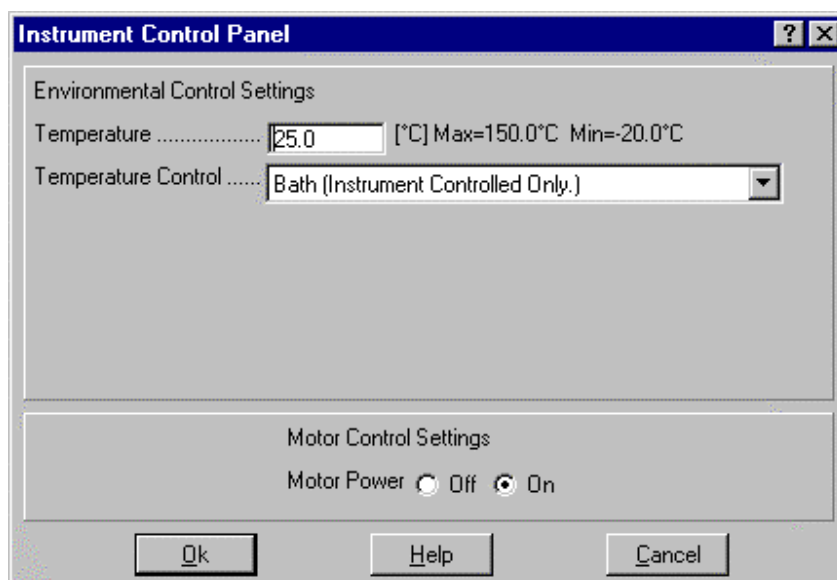 Instrument Control Panel
Environmental Control Settings
Temperature .................. 25.0 [°C] Max=150.0°C Min=-20.0°C
Temperature Control ...... Bath (Instrument Controlled Only.)
Motor Control Settings
Motor Power Off On
Ok Help Cancel